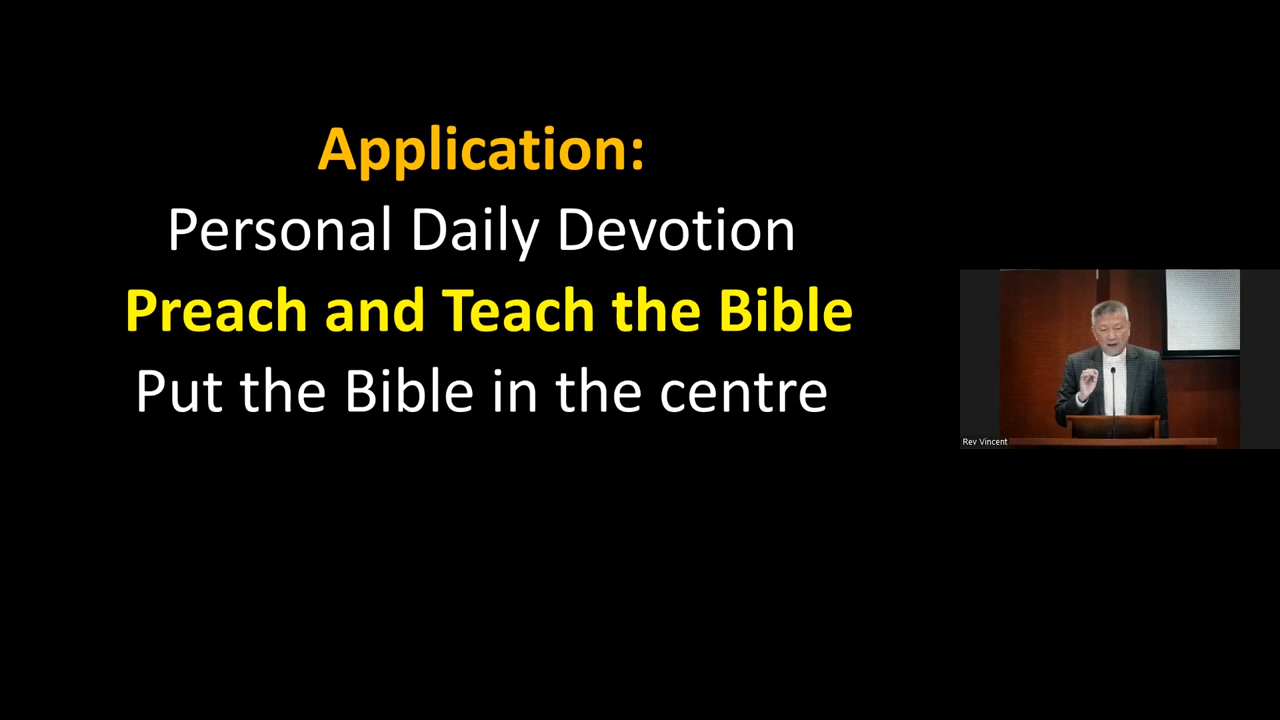 Application:
Personal Daily Devotion
Preach and Teach the Bible
Put the Bible in the centre
Rev Vincent